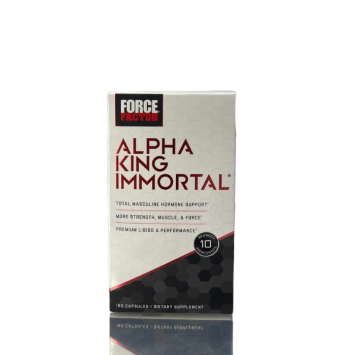 FORCE
FACTOR
ALPHA
KING
IMMORTAL®
TOTAL MASCULINE HORMONE SUPPORT
MORE STRENGTH, MUSCLE, & FORCE
PREMIUM LIBIDO & PERFORMANCE
10
CAPSULES | DIETARY SUPPLEMENT